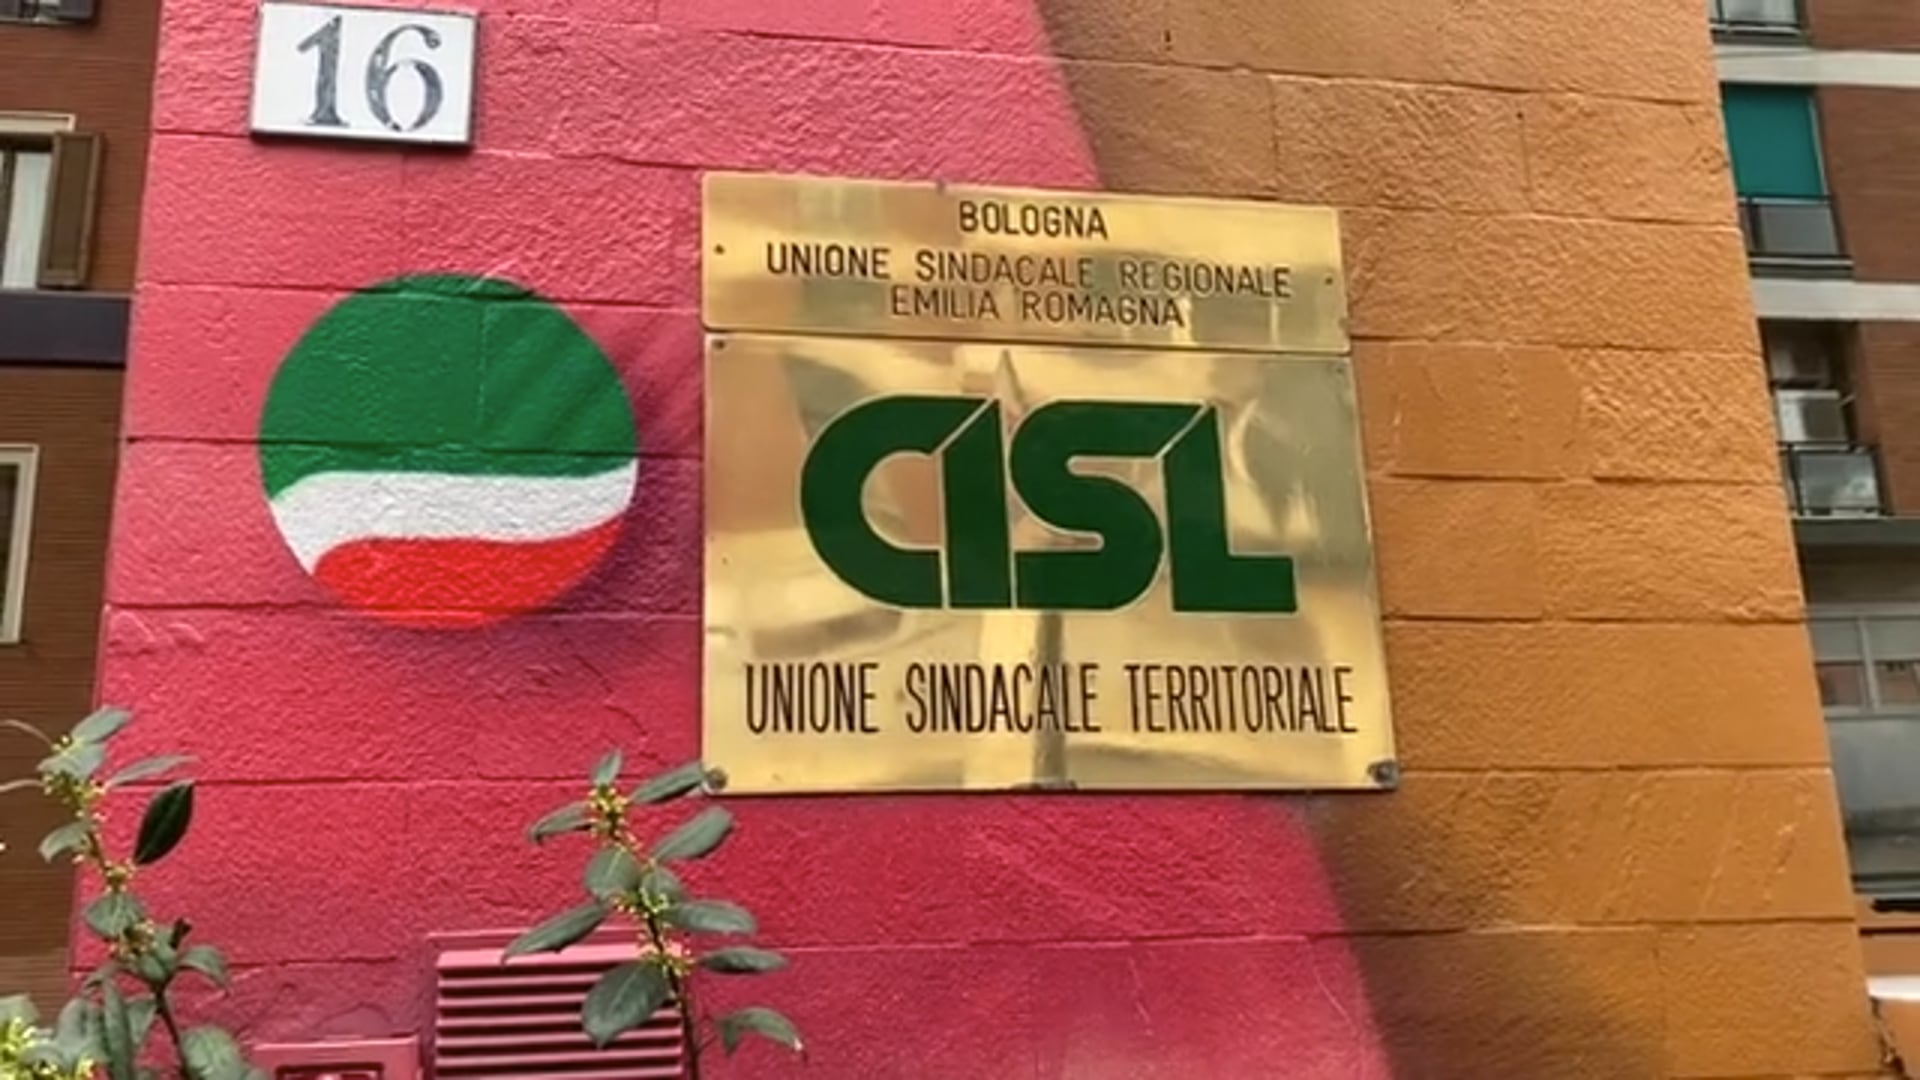 16
BOLOGNA
UNIONE SINDACALE REGIONALE
EMILIA ROMAGNA
CISL
UNIONE SINDACALE TERRITORIALE